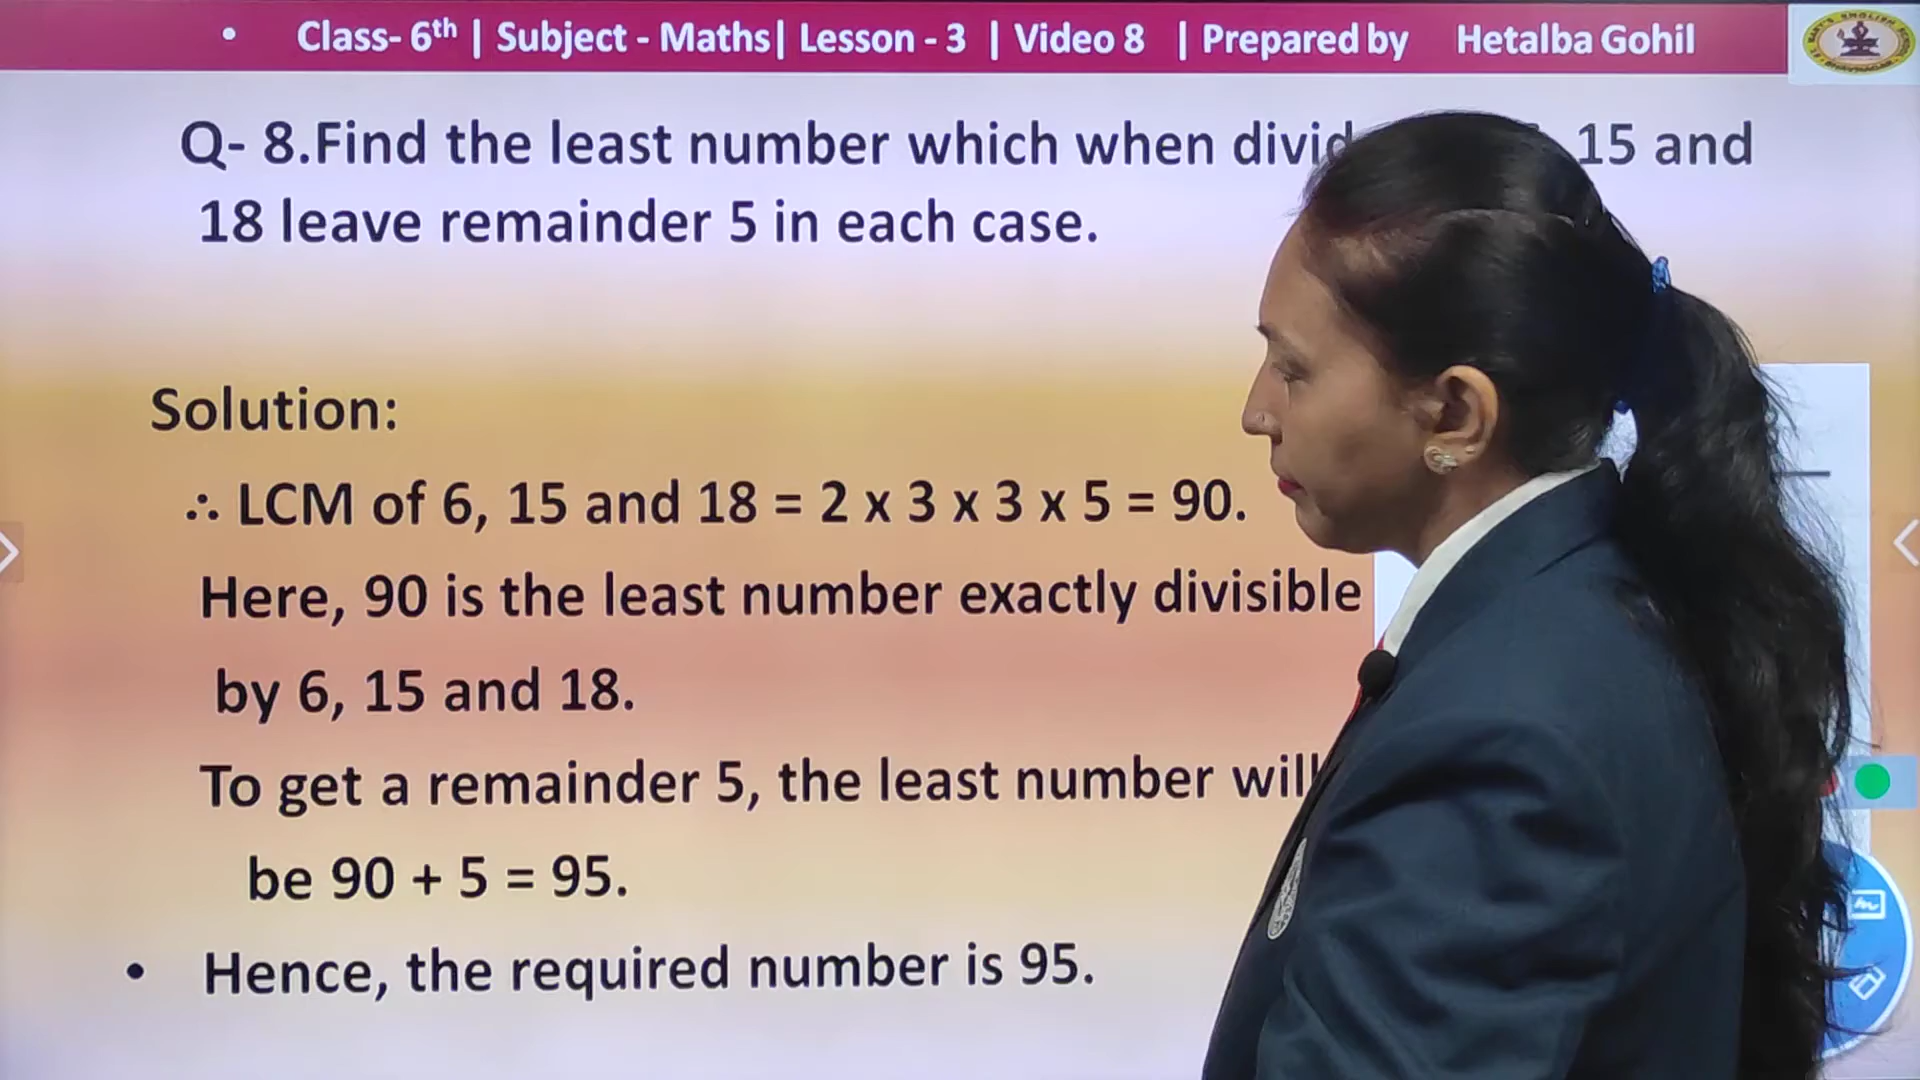 • Class- 6th | Subject - Maths| Lesson - 3 | Video 8 | Prepared by Hetalba Gohil
Q- 8.Find the least number which when 15 and
18 leave remainder 5 in each case.
Solution:
∴ LCM of 6, 15 and 18 = 2 x 3 x 3 x 5 = 90.
Here, 90 is the least number exactly divisible
by 6, 15 and 18.
To get a remainder 5, the least number will
be 90 + 5 = 95.
• Hence, the required number is 95.